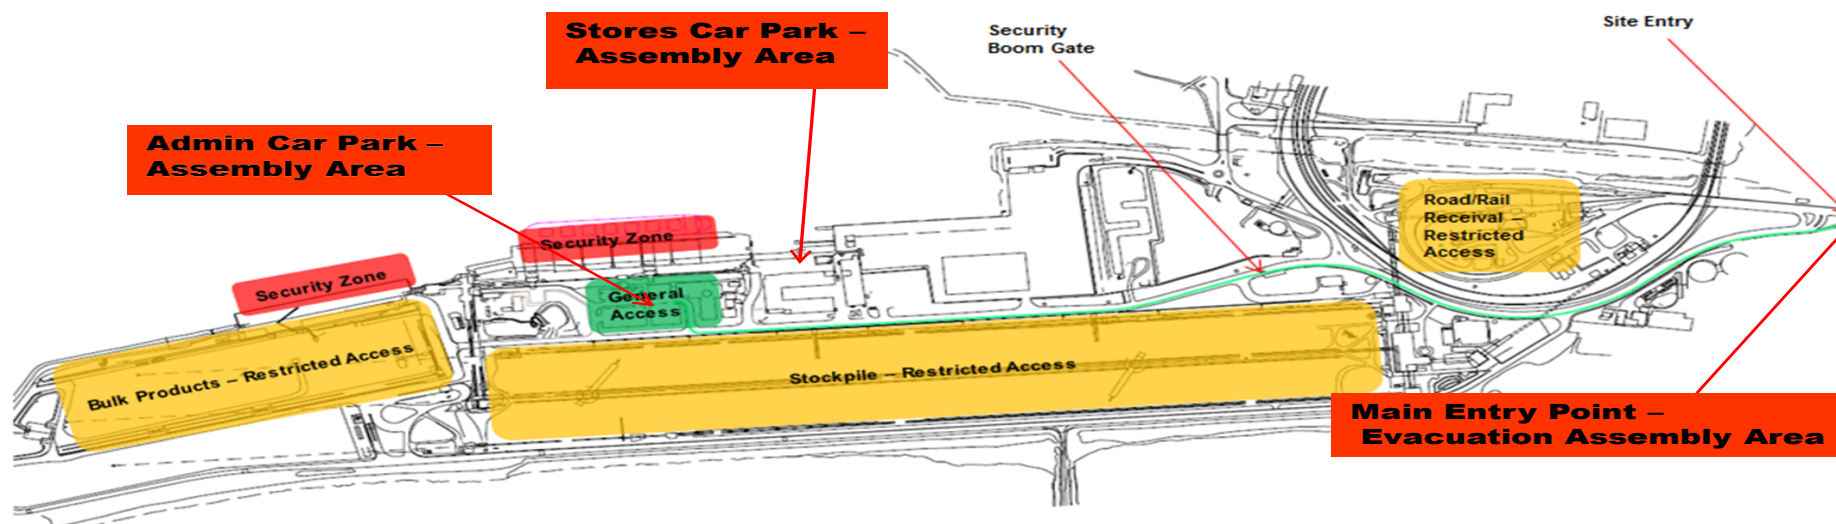 Stores Car Park –
Assembly Area
Security
Boom Gate
Site Entry
Admin Car Park –
Assembly Area
Security Zone
Security Zone
General
Access
Road/Rail
Receival –
Restricted
Access
Bulk Products – Restricted Access
Stockpile – Restricted Access
Main Entry Point –
Evacuation Assembly Area